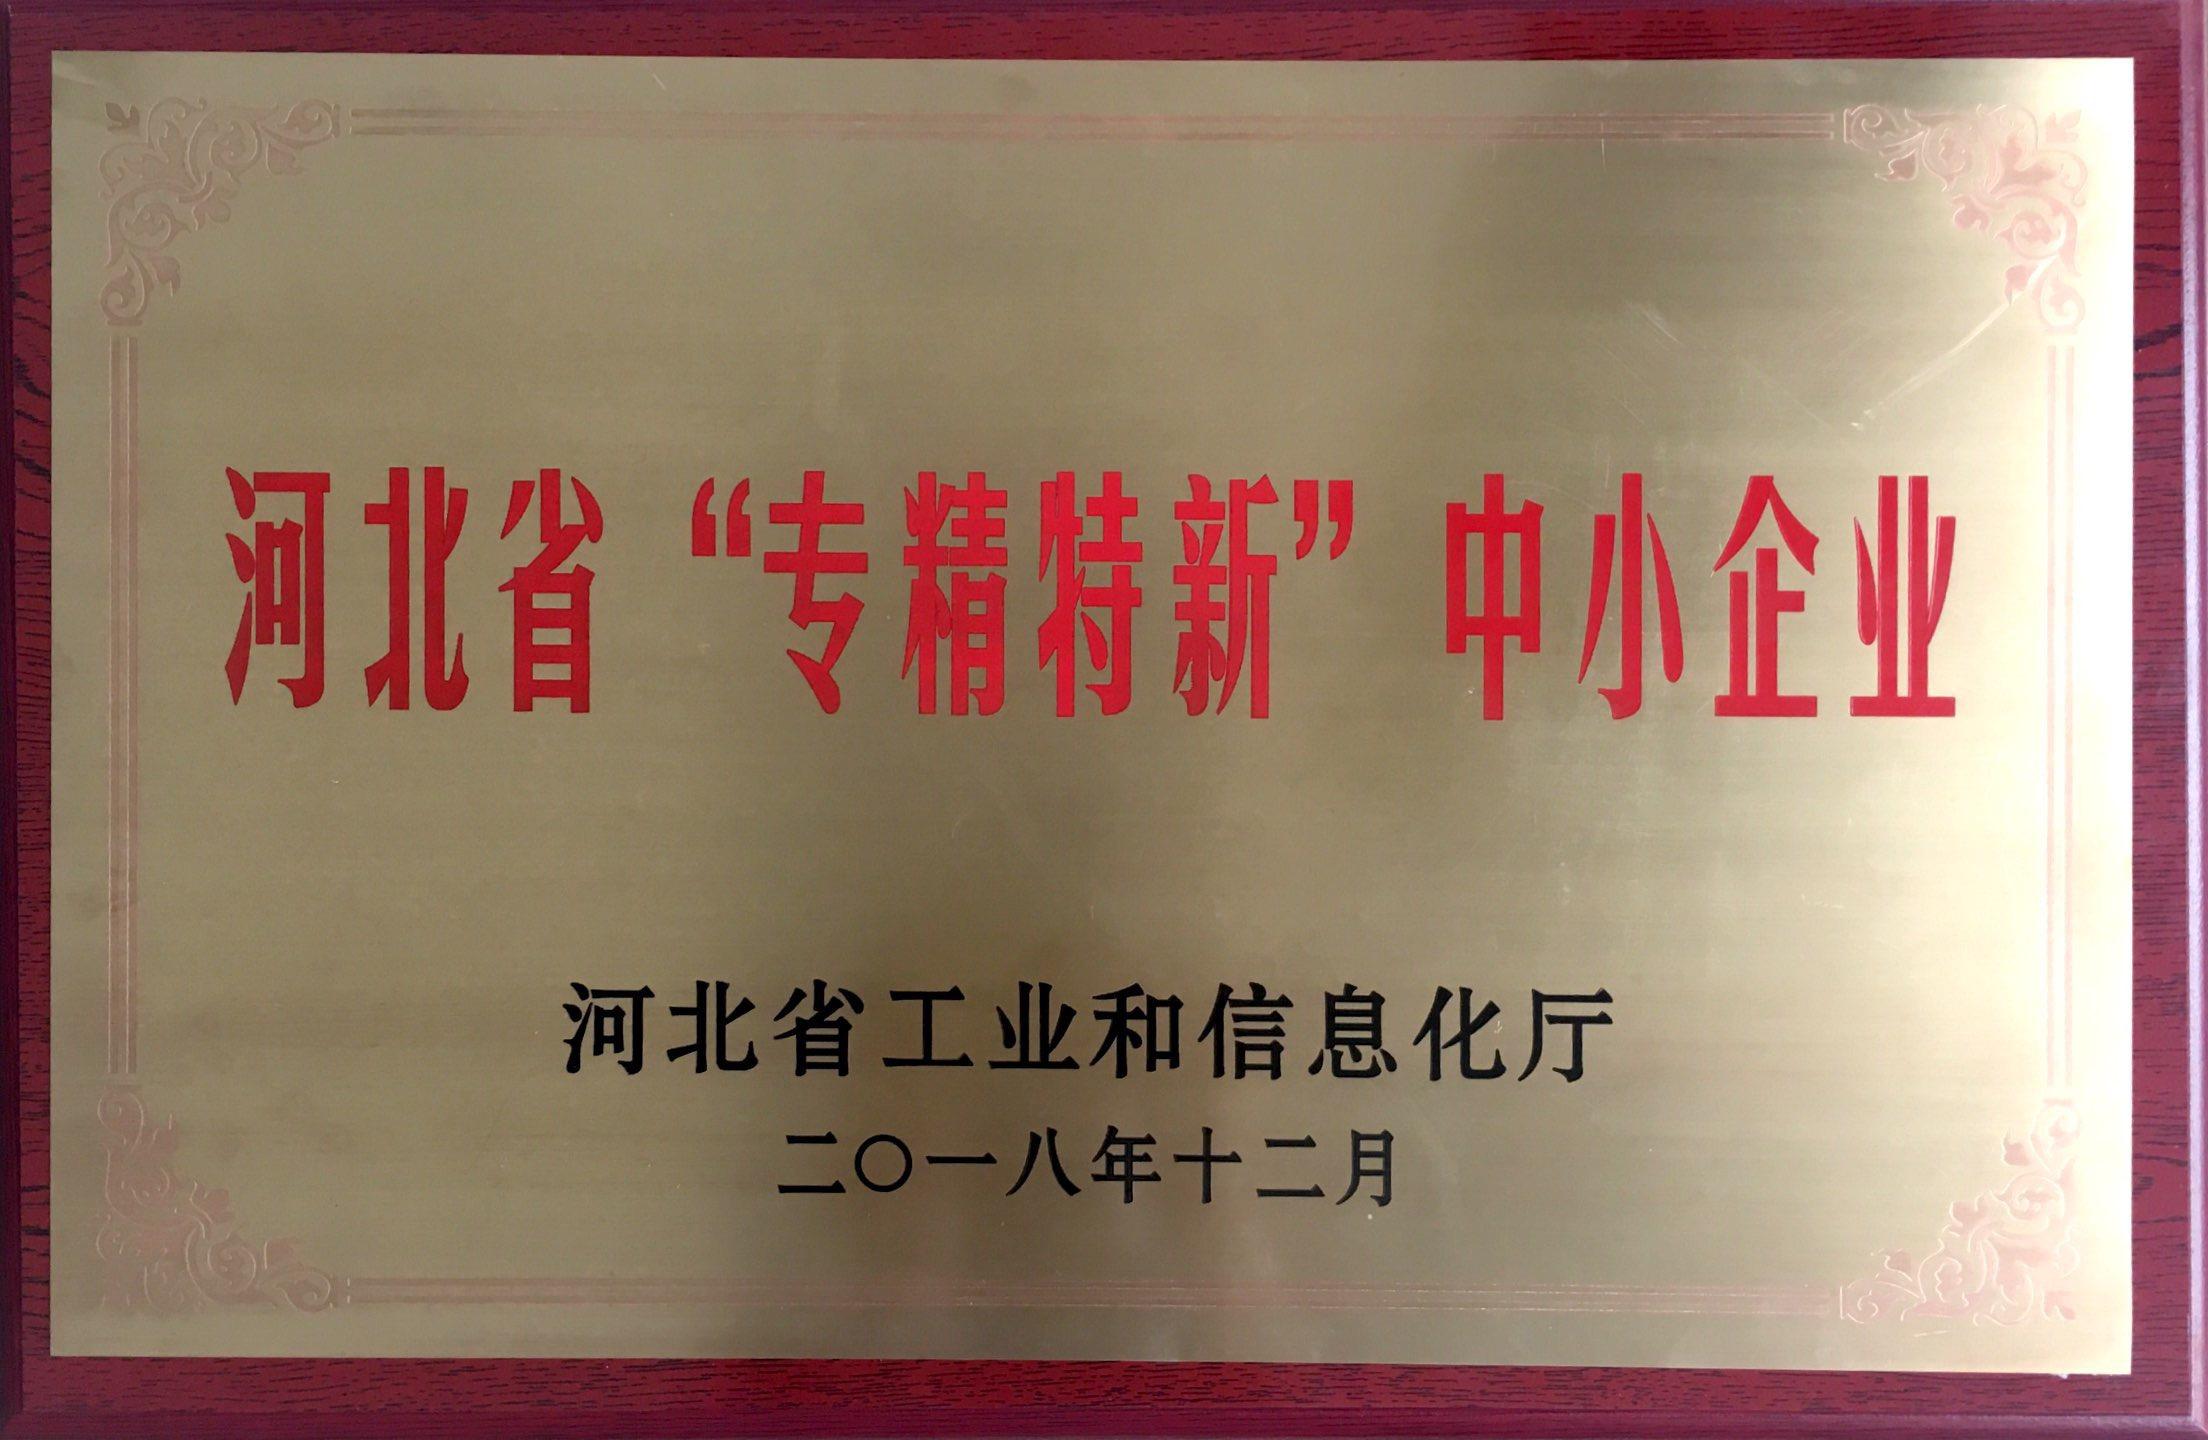 河北省“专精特新”中小企业
河北省工业和信息化厅
二〇一八年十二月